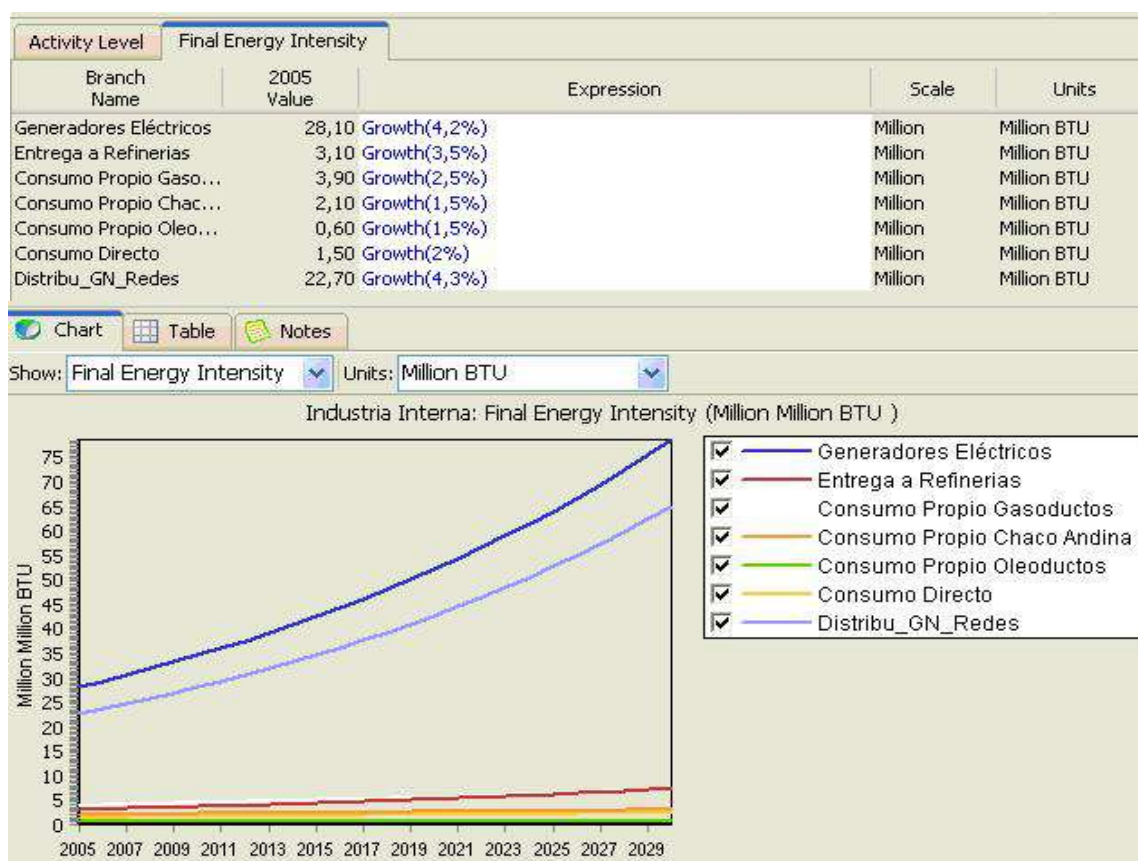 Activity Level Final Energy Intensity
Branch Name 2005 Value Expression Scale Units
Generadores Eléctricos 28,10 Growth(4,2%) Million Million BTU
Entrega a Refinerias 3,10 Growth(3,5%) Million Million BTU
Consumo Propio Gaso... 3,90 Growth(2,5%) Million Million BTU
Consumo Propio Chac... 2,10 Growth(1,5%) Million Million BTU
Consumo Propio Oleo... 0,60 Growth(1,5%) Million Million BTU
Consumo Directo 1,50 Growth(2%) Million Million BTU
Distribu_GN_Redes 22,70 Growth(4,3%) Million Million BTU
Chart Table Notes
Show: Final Energy Intensity Units: Million BTU
Industria Interna: Final Energy Intensity (Million Million BTU )
Million Million BTU
75
70
65
60
55
50
45
40
35
30
25
20
15
10
5
0
2005 2007 2009 2011 2013 2015 2017 2019 2021 2023 2025 2027 2029
Generadores Eléctricos
Entrega a Refinerias
Consumo Propio Gasoductos
Consumo Propio Chaco Andina
Consumo Propio Oleoductos
Consumo Directo
Distribu_GN_Redes